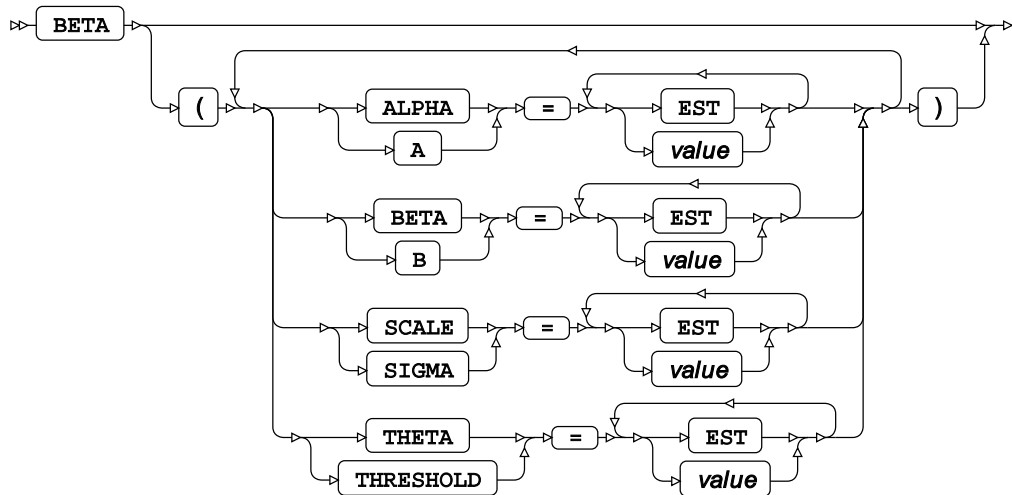 BETA
( ALPHA = EST )
A value
BETA = EST
B value
SCALE = EST
SIGMA value
THETA = EST
THRESHOLD value